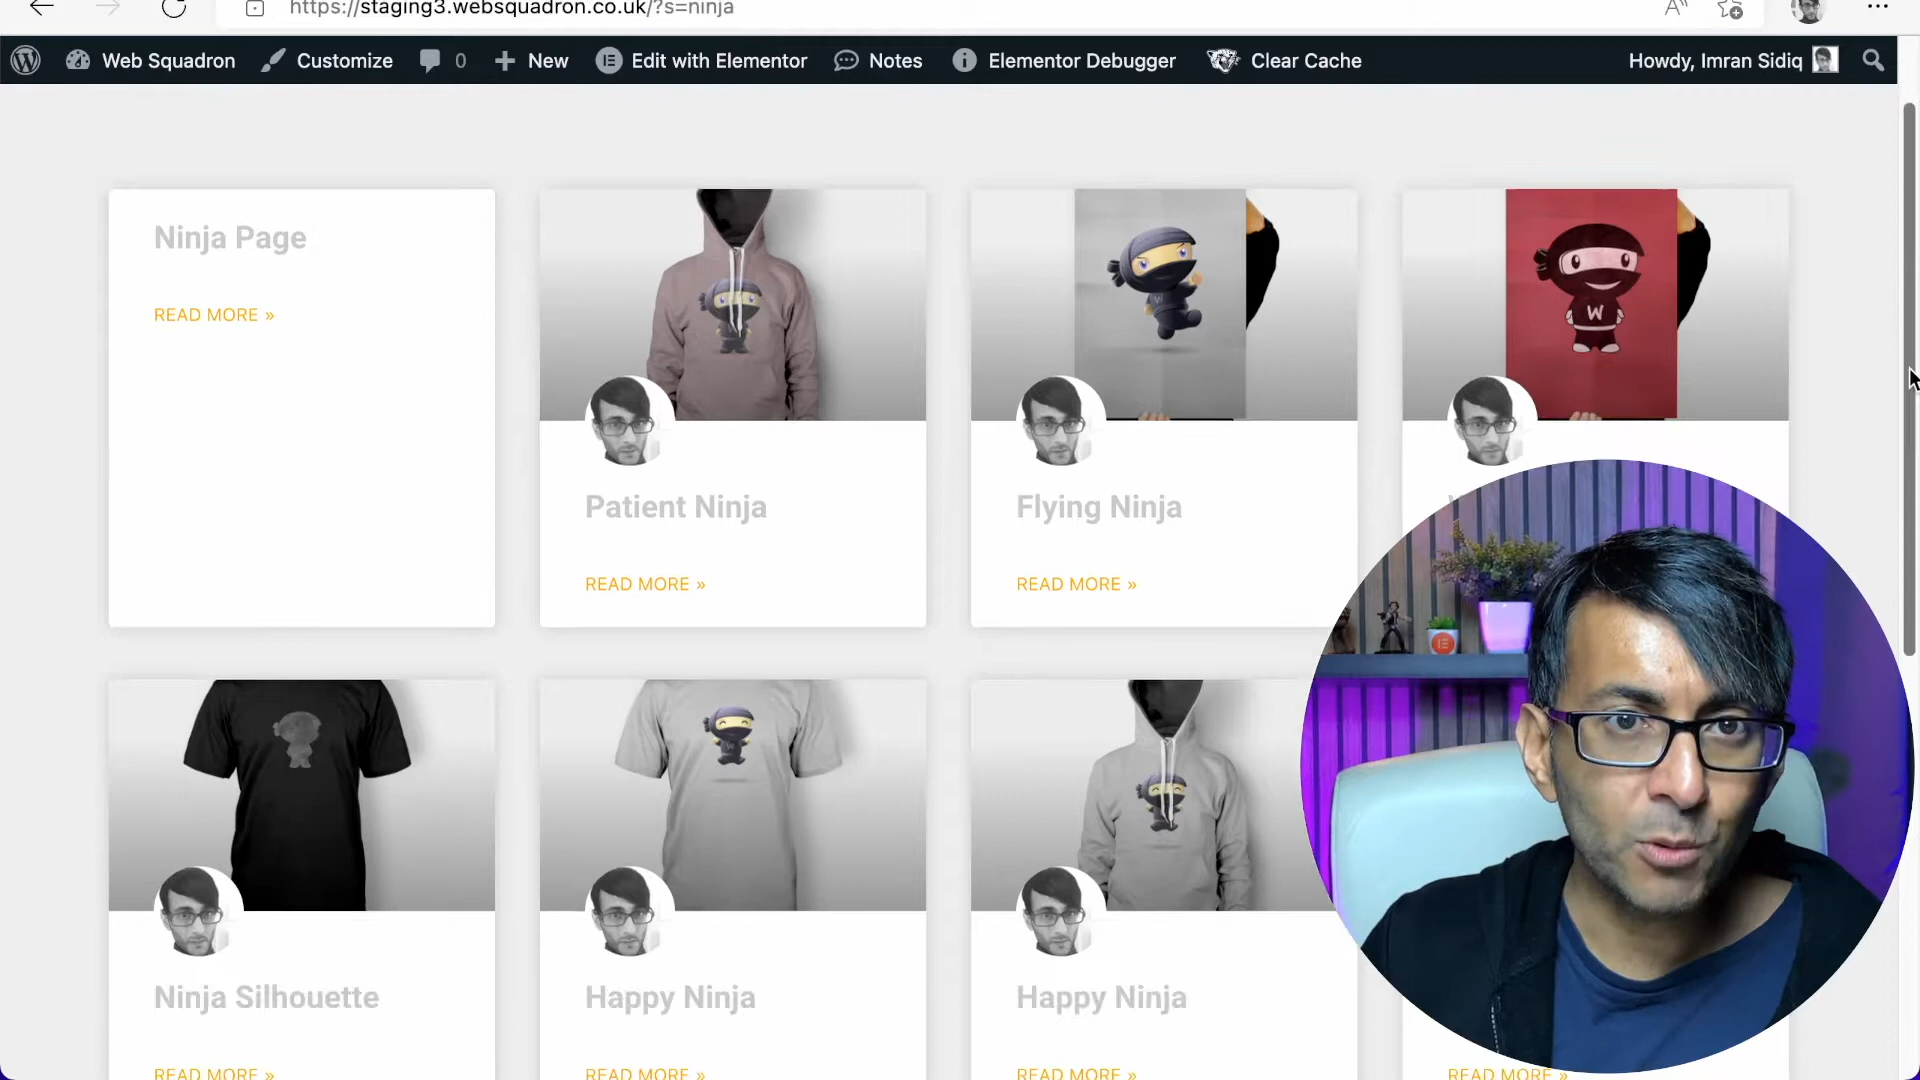 https://staging3.websquadron.co.uk/?s=ninja
Web Squadron
Customize
0
New
Edit with Elementor
Notes
Elementor Debugger
Clear Cache
Howdy, Imran Sidiq
Ninja Page
READ MORE »
W
W
Patient Ninja
READ MORE »
Flying Ninja
READ MORE »
W
Ninja Silhouette
READ MORE »
Happy Ninja
READ MORE »
Happy Ninja
READ MORE »
READ MORE »